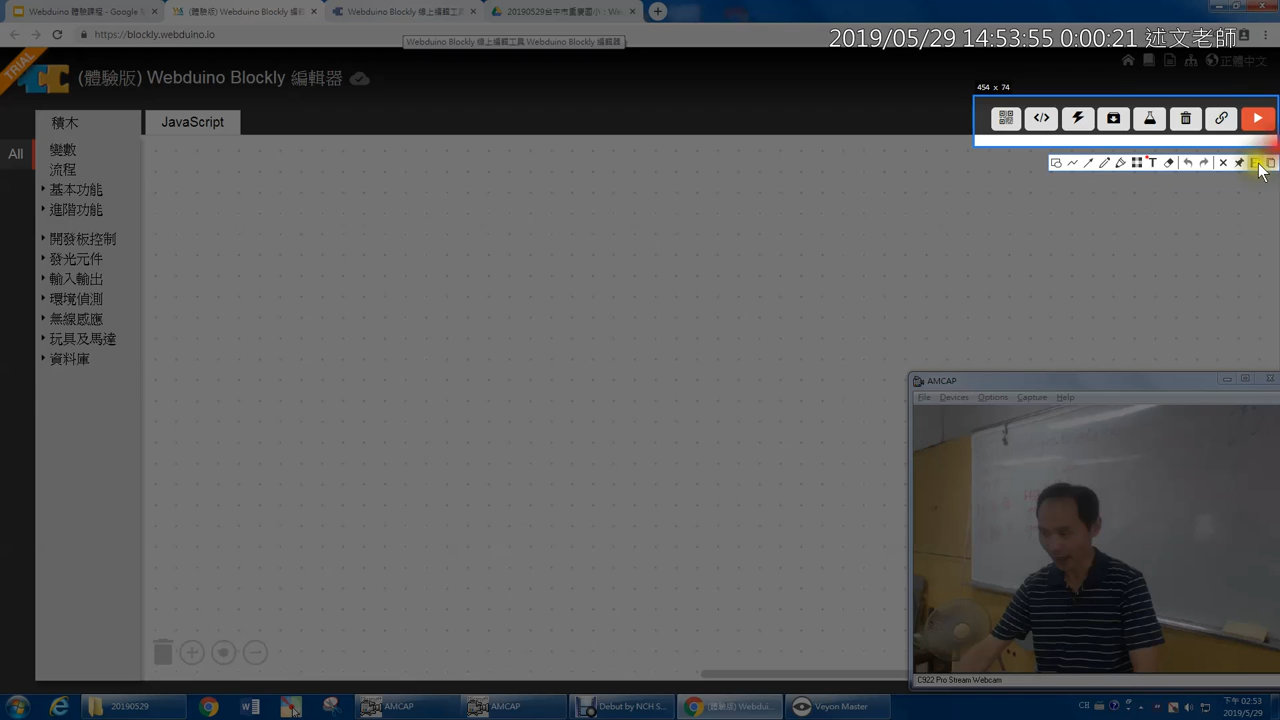 Webduino 體驗課程 - Google
(體驗版) Webduino Blockly 編輯
Webduino Blockly 線上編輯工具
20190529台中市重慶國小: Wel
https://blockly.webduino.io
Webduino Blockly 線上編輯工具 Webduino Blockly 編輯器
2019/05/29 14:53:55 0:00:21 述文老師
正體中文
TRIAL
(體驗版) Webduino Blockly 編輯器
454 x 74
積木
JavaScript
All
變數
流程
基本功能
進階功能
開發板控制
發光元件
輸入輸出
環境偵測
無線感應
玩具及馬達
資料庫
T
AMCAP
File Devices Options Capture Help
C922 Pro Stream Webcam
20190529
AMCAP
AMCAP
Debut by NCH S...
(體驗版) Webdui...
Veyon Master
CH
下午 02:53
2019/5/29